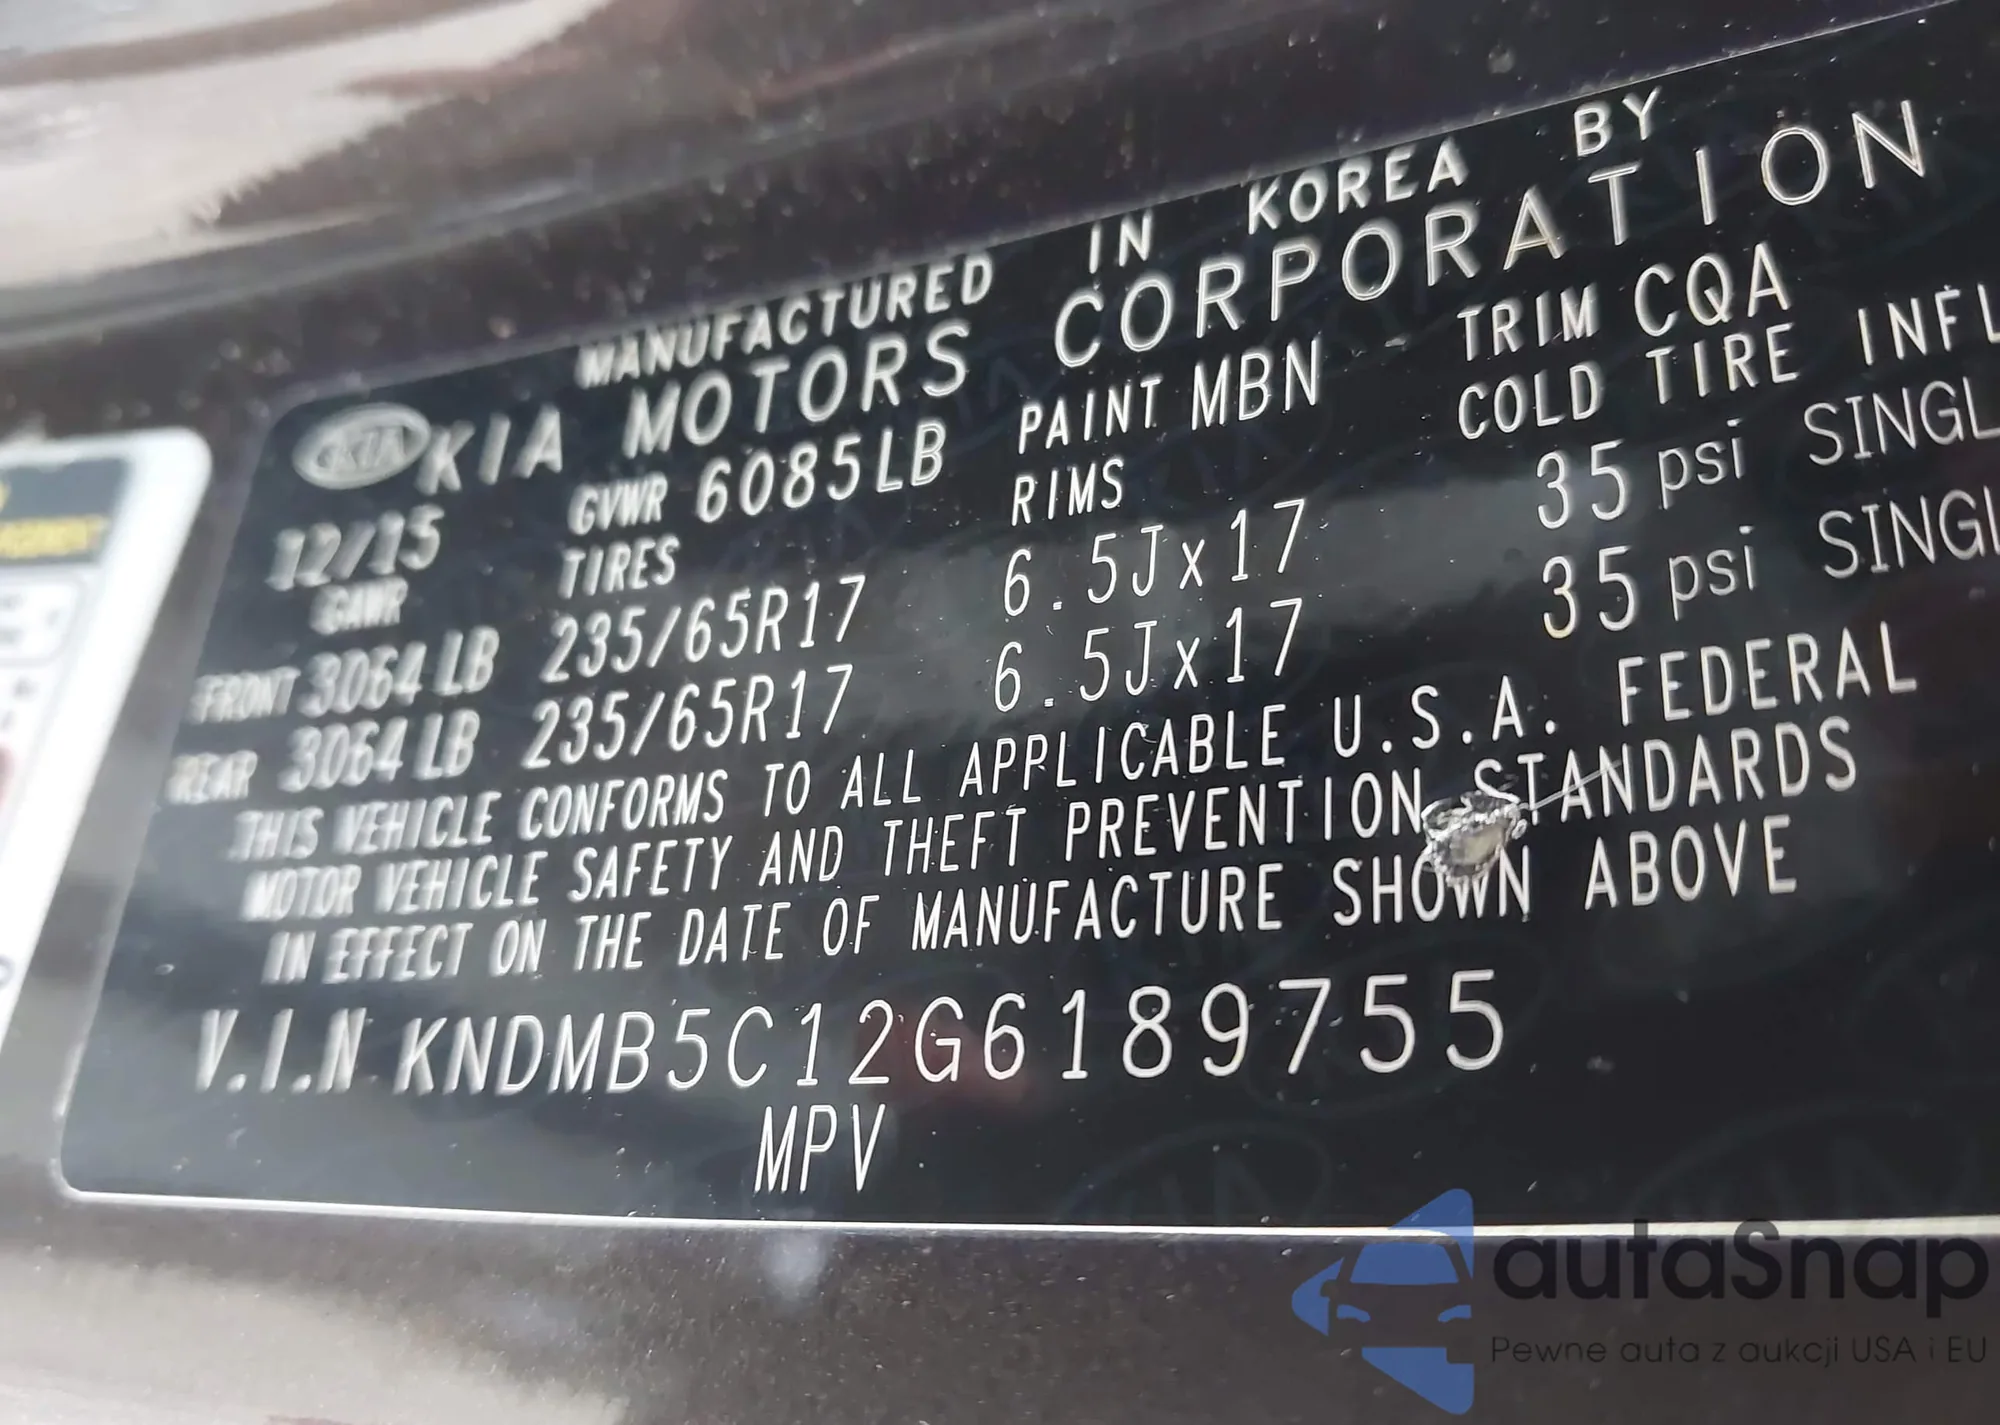 MANUFACTURED IN KOREA BY
KIA KIA MOTORS CORPORATION
12/15 GVWR 6085LB PAINT MBN TRIM CQA
GAWR TIRES RIMS COLD TIRE INFL
FRONT 3064 LB 235/65R17 6.5Jx17 35 psi SINGL
REAR 3064 LB 235/65R17 6.5Jx17 35 psi SINGL
THIS VEHICLE CONFORMS TO ALL APPLICABLE U.S.A. FEDERAL
MOTOR VEHICLE SAFETY AND THEFT PREVENTION STANDARDS
IN EFFECT ON THE DATE OF MANUFACTURE SHOWN ABOVE
V.I.N KNDMB5C12G6189755
MPV
autaSnap
Pewne auta z aukcji USA i EU